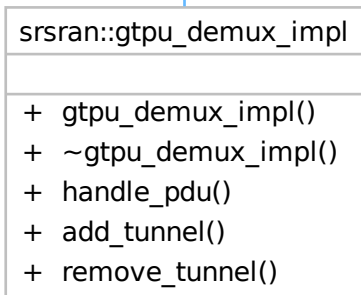 srsran::gtpu_demux_impl
+ gtpu_demux_impl()
+ ~gtpu_demux_impl()
+ handle_pdu()
+ add_tunnel()
+ remove_tunnel()